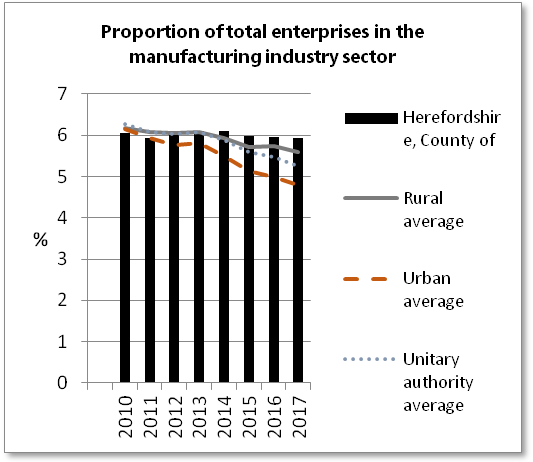 Proportion of total enterprises in the
manufacturing industry sector
7
6
5
4
3
2
1
0
%
2010
2011
2012
2013
2014
2015
2016
2017
Herefordshir
e, County of
Rural
average
Urban
average
Unitary
authority
average